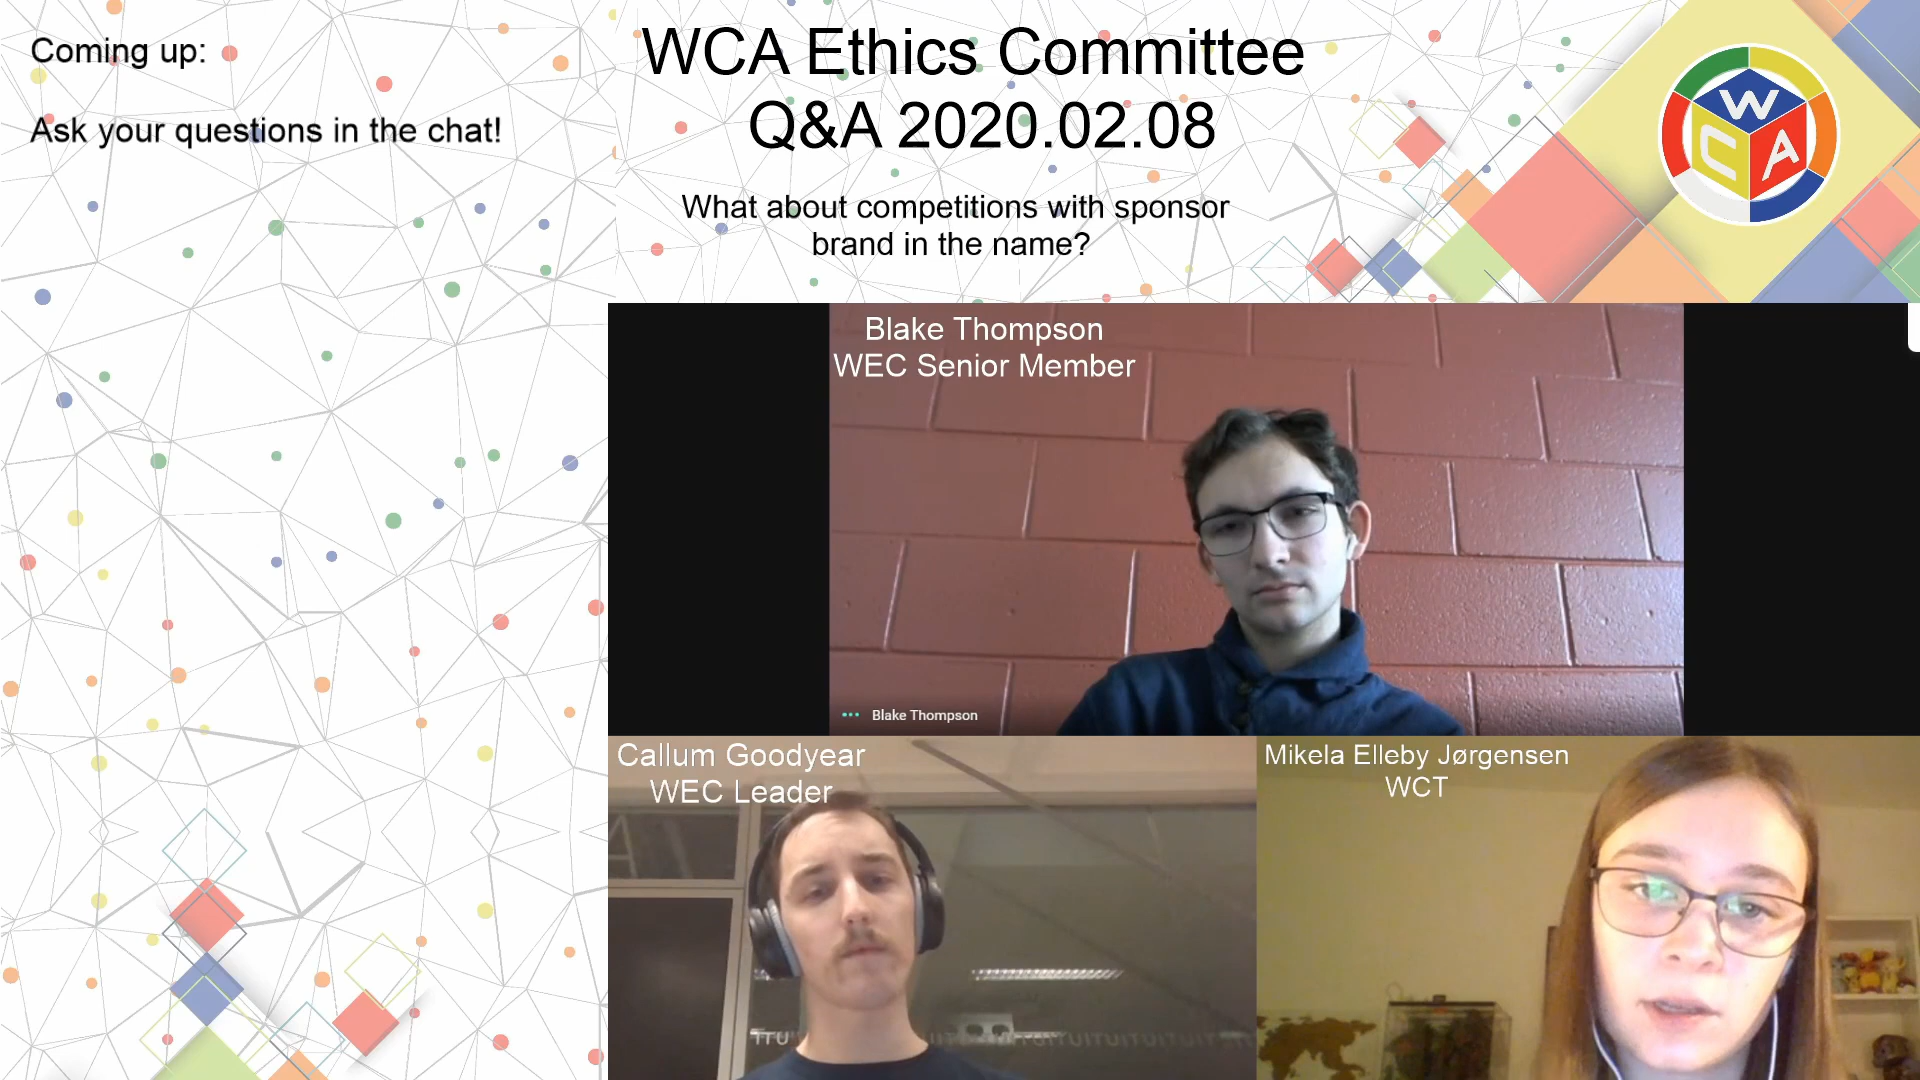 Coming up:
Ask your questions in the chat!
WCA Ethics Committee
Q&A 2020.02.08
What about competitions with sponsor
brand in the name?
W
C
A
Blake Thompson
WEC Senior Member
Blake Thompson
Callum Goodyear
WEC Leader
Mikela Elleby Jørgensen
WCT